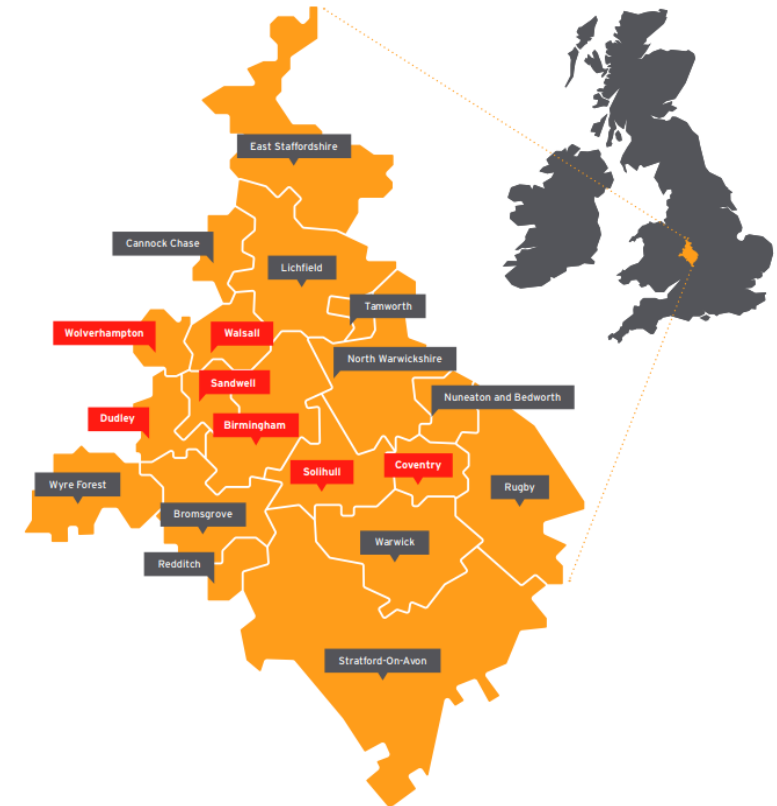 East Staffordshire
Cannock Chase
Lichfield
Tamworth
Wolverhampton
Walsall
North Warwickshire
Sandwell
Nuneaton and Bedworth
Dudley
Birmingham
Solihull
Coventry
Wyre Forest
Rugby
Bromsgrove
Warwick
Redditch
Stratford-On-Avon